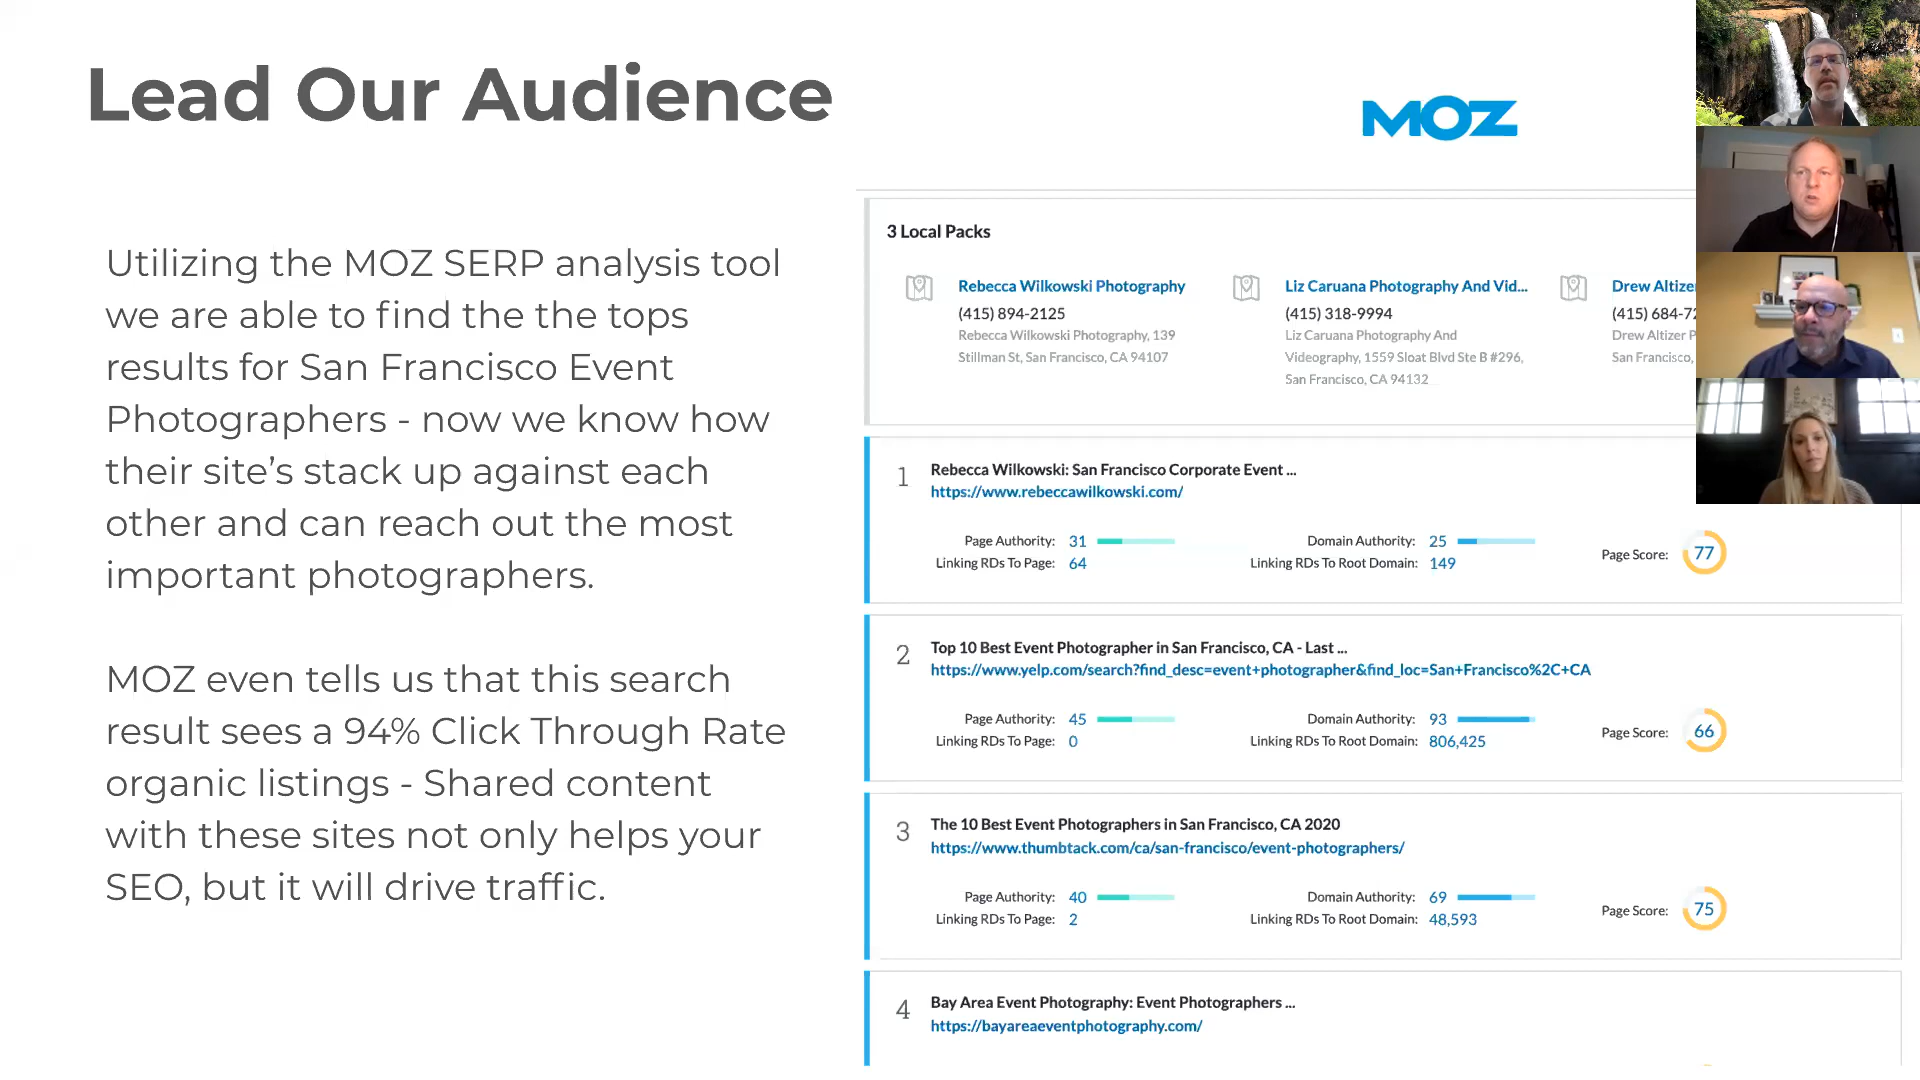 Lead Our Audience
MOZ
Utilizing the MOZ SERP analysis tool
we are able to find the the tops
results for San Francisco Event
Photographers - now we know how
their site’s stack up against each
other and can reach out the most
important photographers.
MOZ even tells us that this search
result sees a 94% Click Through Rate
organic listings - Shared content
with these sites not only helps your
SEO, but it will drive traffic.
3 Local Packs
Rebecca Wilkowski Photography
(415) 894-2125
Rebecca Wilkowski Photography, 139
Stillman St, San Francisco, CA 94107
Liz Caruana Photography And Vid...
(415) 318-9994
Liz Caruana Photography And
Videography, 1559 Sloat Blvd Ste B #296,
San Francisco, CA 94132
Drew Altize
(415) 684-72
Drew Altizer P
San Francisco,
1
Rebecca Wilkowski: San Francisco Corporate Event ...
https://www.rebeccawilkowski.com/
Page Authority: 31 Domain Authority: 25
Linking RDs To Page: 64 Linking RDs To Root Domain: 149
Page Score: 77
2
Top 10 Best Event Photographer in San Francisco, CA - Last ...
https://www.yelp.com/search?find_desc=event+photographer&find_loc=San+Francisco%2C+CA
Page Authority: 45 Domain Authority: 93
Linking RDs To Page: 0 Linking RDs To Root Domain: 806,425
Page Score: 66
3
The 10 Best Event Photographers in San Francisco, CA 2020
https://www.thumbtack.com/ca/san-francisco/event-photographers/
Page Authority: 40 Domain Authority: 69
Linking RDs To Page: 2 Linking RDs To Root Domain: 48,593
Page Score: 75
4
Bay Area Event Photography: Event Photographers ...
https://bayareaeventphotography.com/